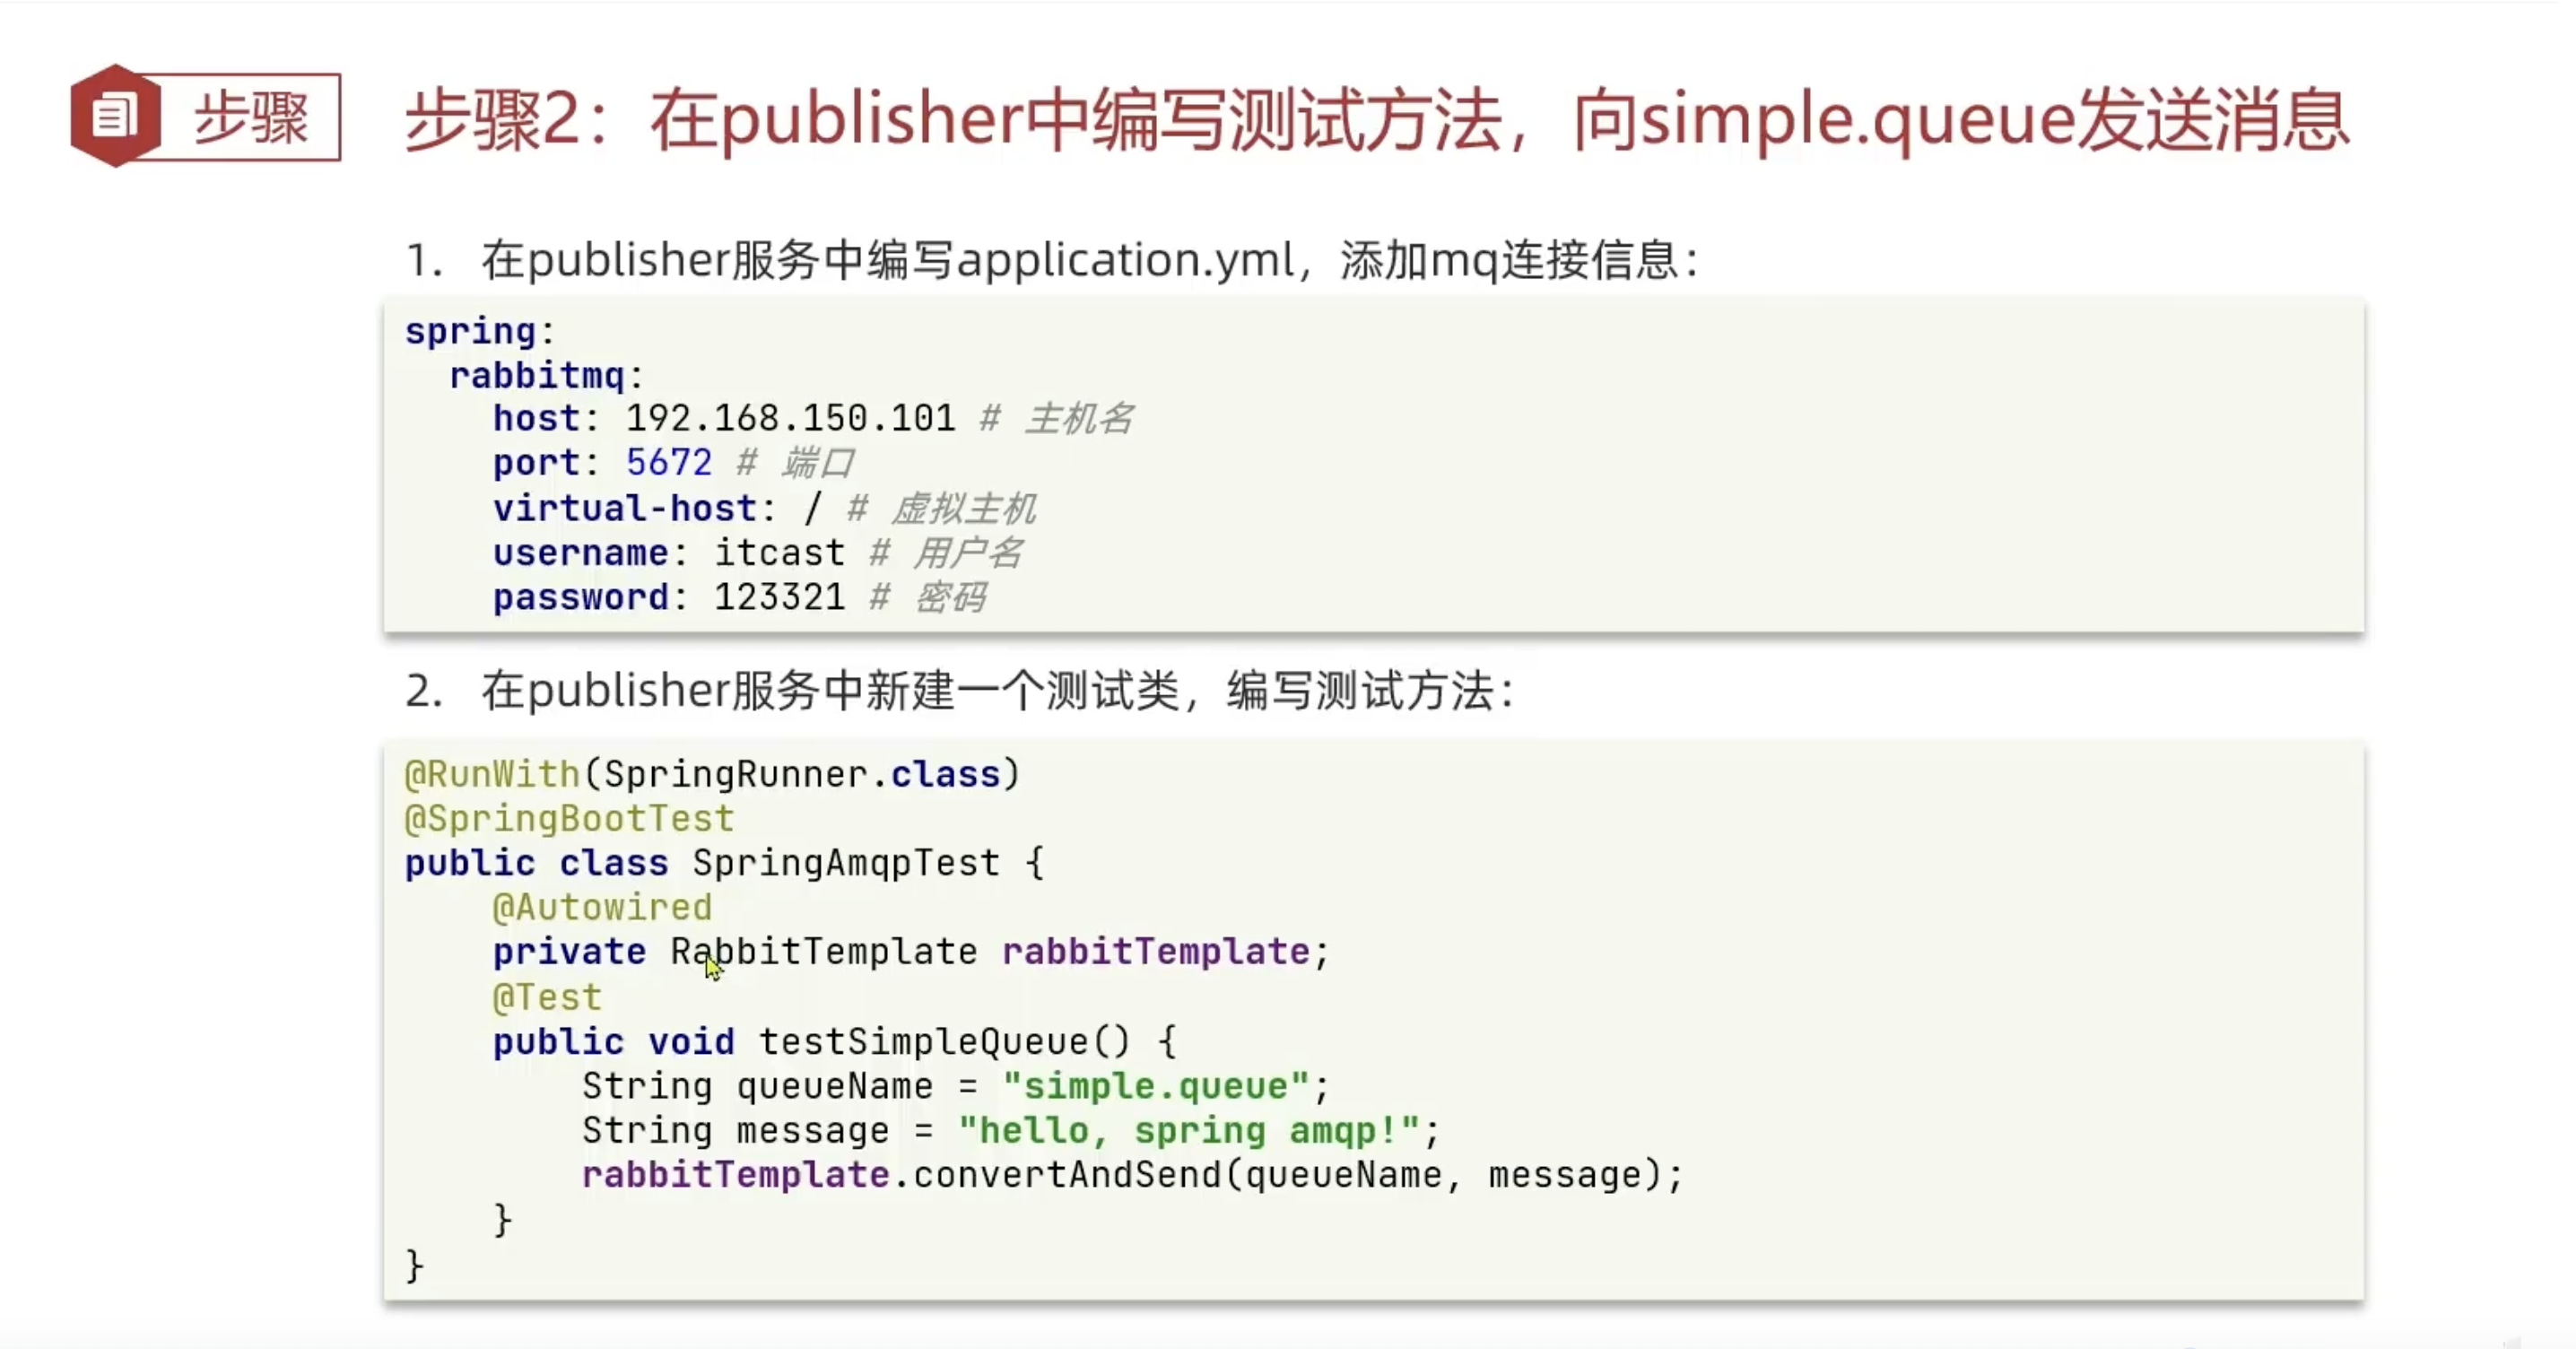 步骤
步骤2：在publisher中编写测试方法，向simple.queue发送消息
1. 在publisher服务中编写application.yml，添加mq连接信息：
spring:
  rabbitmq:
    host: 192.168.150.101 # 主机名
    port: 5672 # 端口
    virtual-host: / # 虚拟主机
    username: itcast # 用户名
    password: 123321 # 密码
2. 在publisher服务中新建一个测试类，编写测试方法：
@RunWith(SpringRunner.class)
@SpringBootTest
public class SpringAmqpTest {
    @Autowired
    private RabbitTemplate rabbitTemplate;
    @Test
    public void testSimpleQueue() {
        String queueName = "simple.queue";
        String message = "hello, spring amqp!";
        rabbitTemplate.convertAndSend(queueName, message);
    }
}